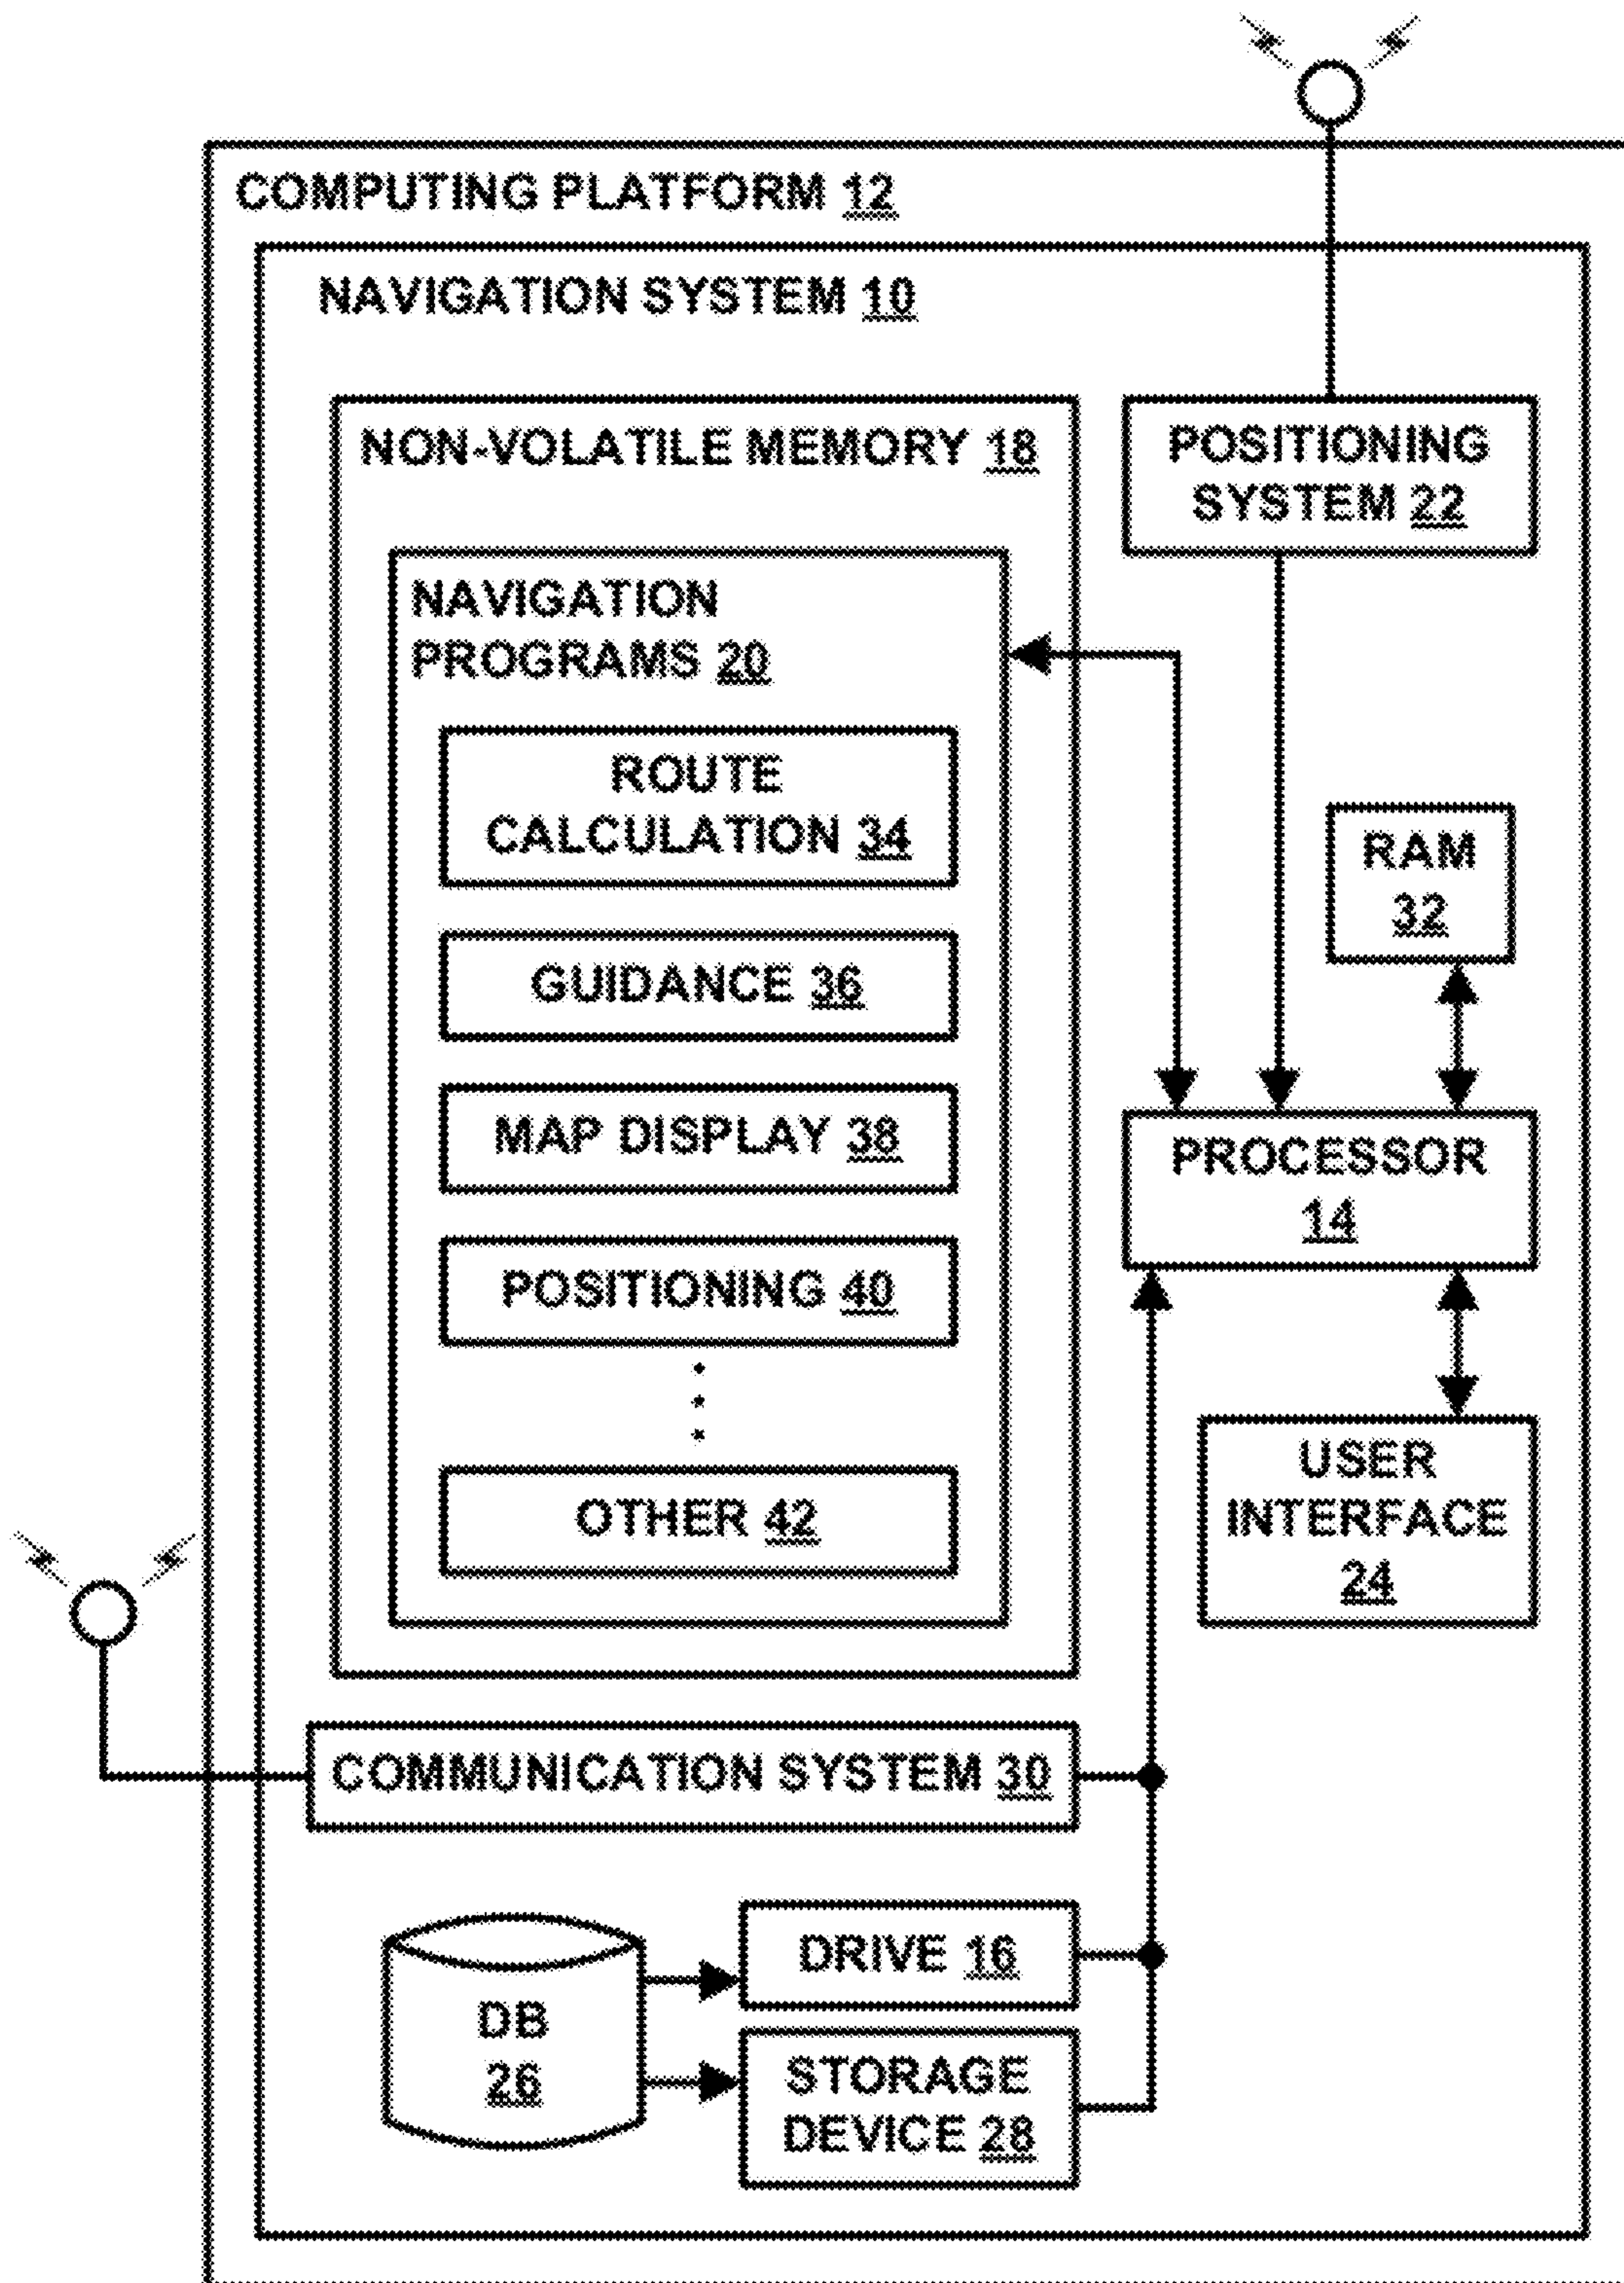 COMPUTING PLATFORM 12
NAVIGATION SYSTEM 10
NON-VOLATILE MEMORY 18
POSITIONING
SYSTEM 22
NAVIGATION
PROGRAMS 20
ROUTE
CALCULATION 34
GUIDANCE 36
MAP DISPLAY 38
POSITIONING 40
OTHER 42
RAM
32
PROCESSOR
14
USER
INTERFACE
24
COMMUNICATION SYSTEM 30
DB
26
DRIVE 16
STORAGE
DEVICE 28